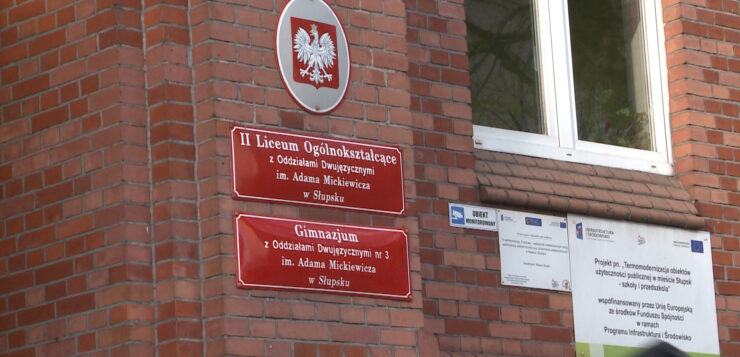 II Liceum Ogólnokształcące
z Oddziałami Dwujęzycznymi
im. Adama Mickiewicza
w Słupsku
Gimnazjum
z Oddziałami Dwujęzycznymi nr 3
im. Adama Mickiewicza
w Słupsku
OBIEKT
MONITOROWANY
INFRASTRUKTURA
I ŚRODOWISKO
Projekt pn. „Termomodernizacja obiektów
użyteczności publicznej w mieście Słupsk
- szkoły i przedszkola"
współfinansowany przez Unię Europejską
ze środków Funduszu Spójności
w ramach
Programu Infrastruktura i Środowisko